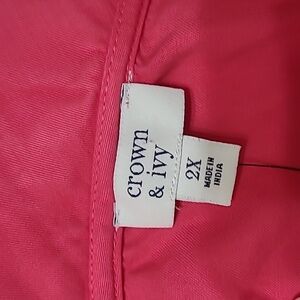 crown
& ivy
2X
MADE IN
INDIA